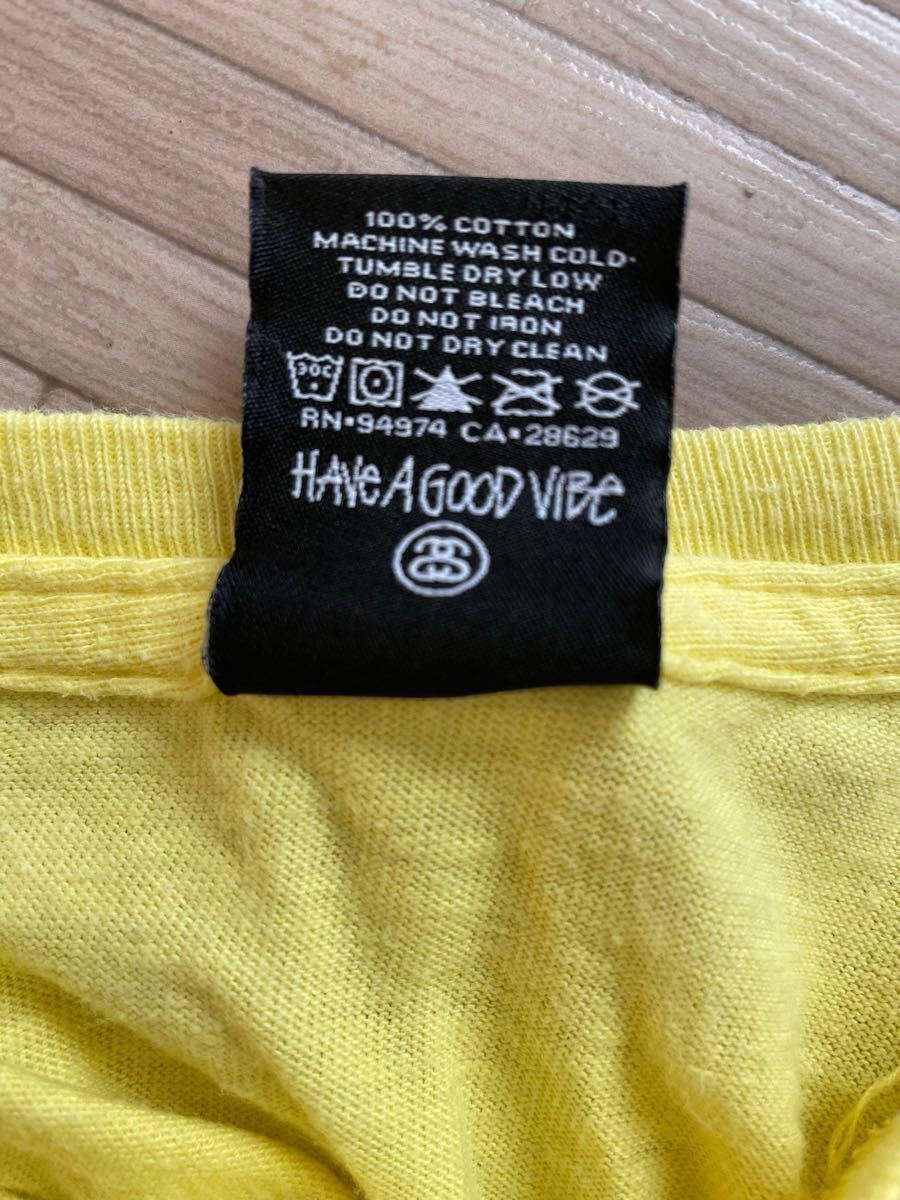 100% COTTON
MACHINE WASH COLD
TUMBLE DRY LOW
DO NOT BLEACH
DO NOT IRON
DO NOT DRY CLEAN
30C
RN•94974 CA•28629
HAVE A GOOD VIBE